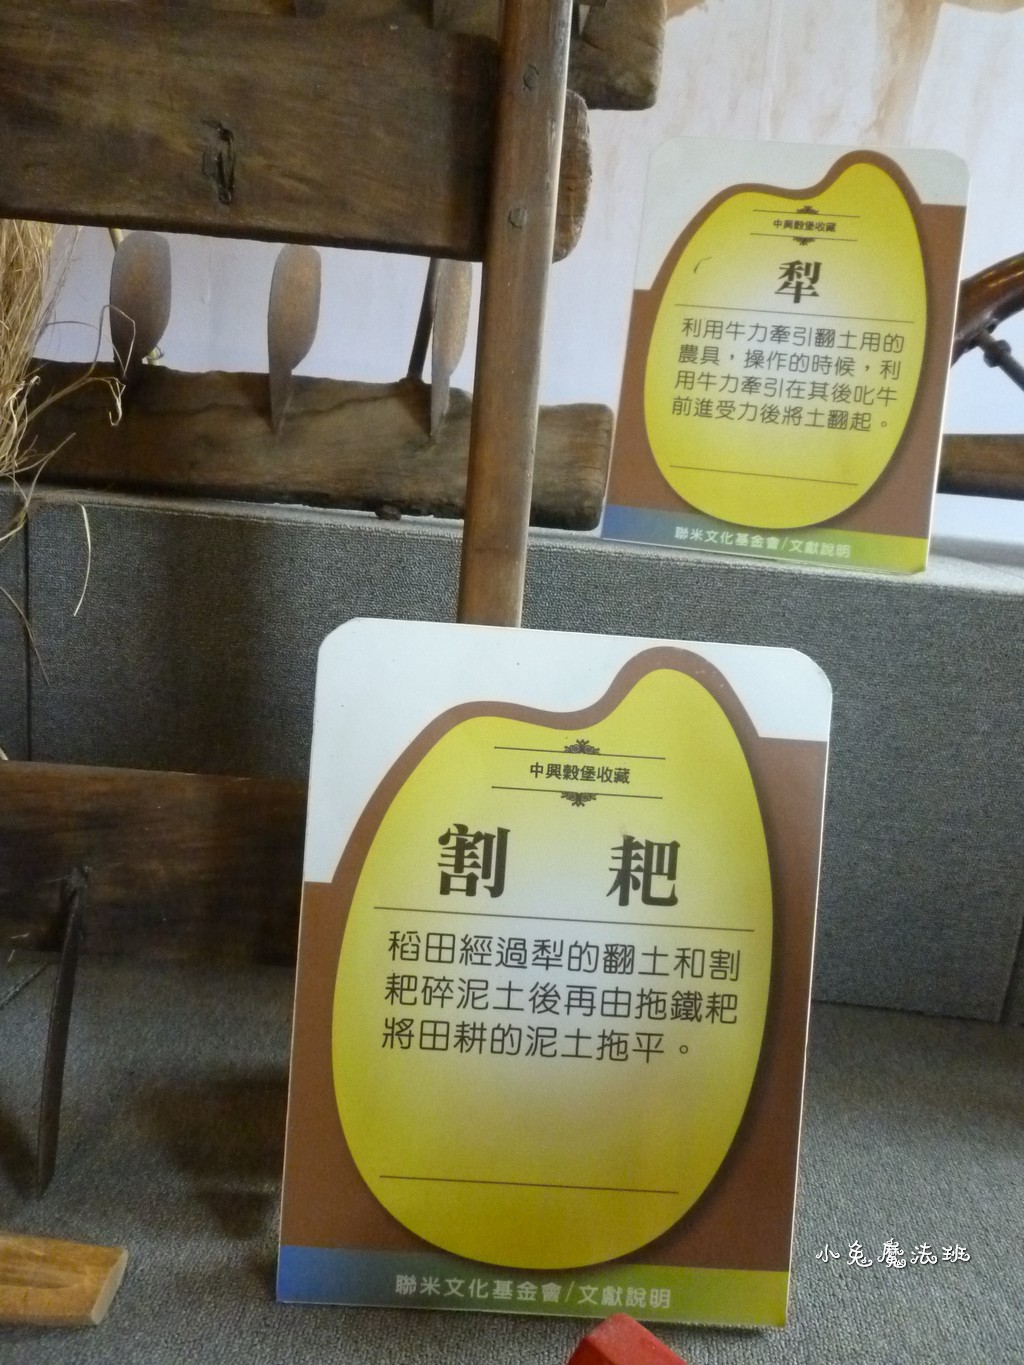 中興穀堡收藏
犁
利用牛力牽引翻土用的
農具，操作的時候，利
用牛力牽引在其後叱牛
前進受力後將土翻起。
聯米文化基金會/文獻說明
中興穀堡收藏
割 耙
稻田經過犁的翻土和割
耙碎泥土後再由拖鐵耙
將田耕的泥土拖平。
聯米文化基金會/文獻說明
小兔魔法班